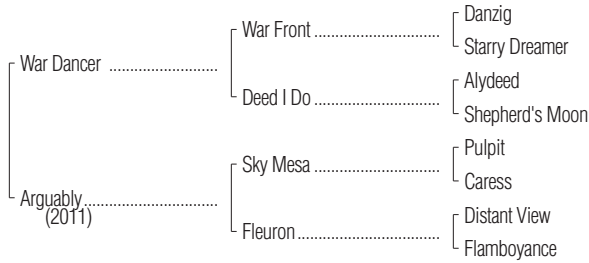 Danzig
War Front ................................
Starry Dreamer
War Dancer ...........................
Alydeed
Deed I Do ................................
Shepherd's Moon
Pulpit
Sky Mesa ................................
Caress
Arguably.................................
(2011)
Distant View
Fleuron....................................
Flamboyance